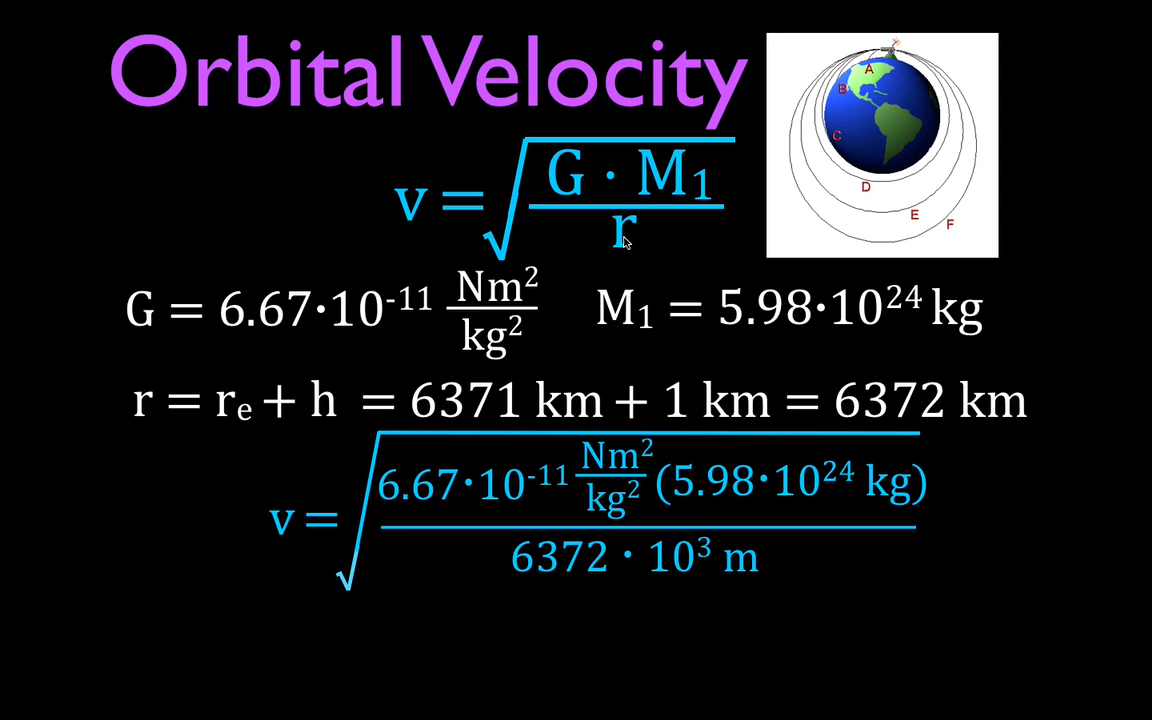 Orbital Velocity
A
B
C
D
E
F
v = √(G · M₁ / r)
G = 6.67·10⁻¹¹ Nm²/kg²
M₁ = 5.98·10²⁴ kg
r = rₑ + h = 6371 km + 1 km = 6372 km
v = √(6.67·10⁻¹¹ Nm²/kg² (5.98·10²⁴ kg) / 6372 · 10³ m)